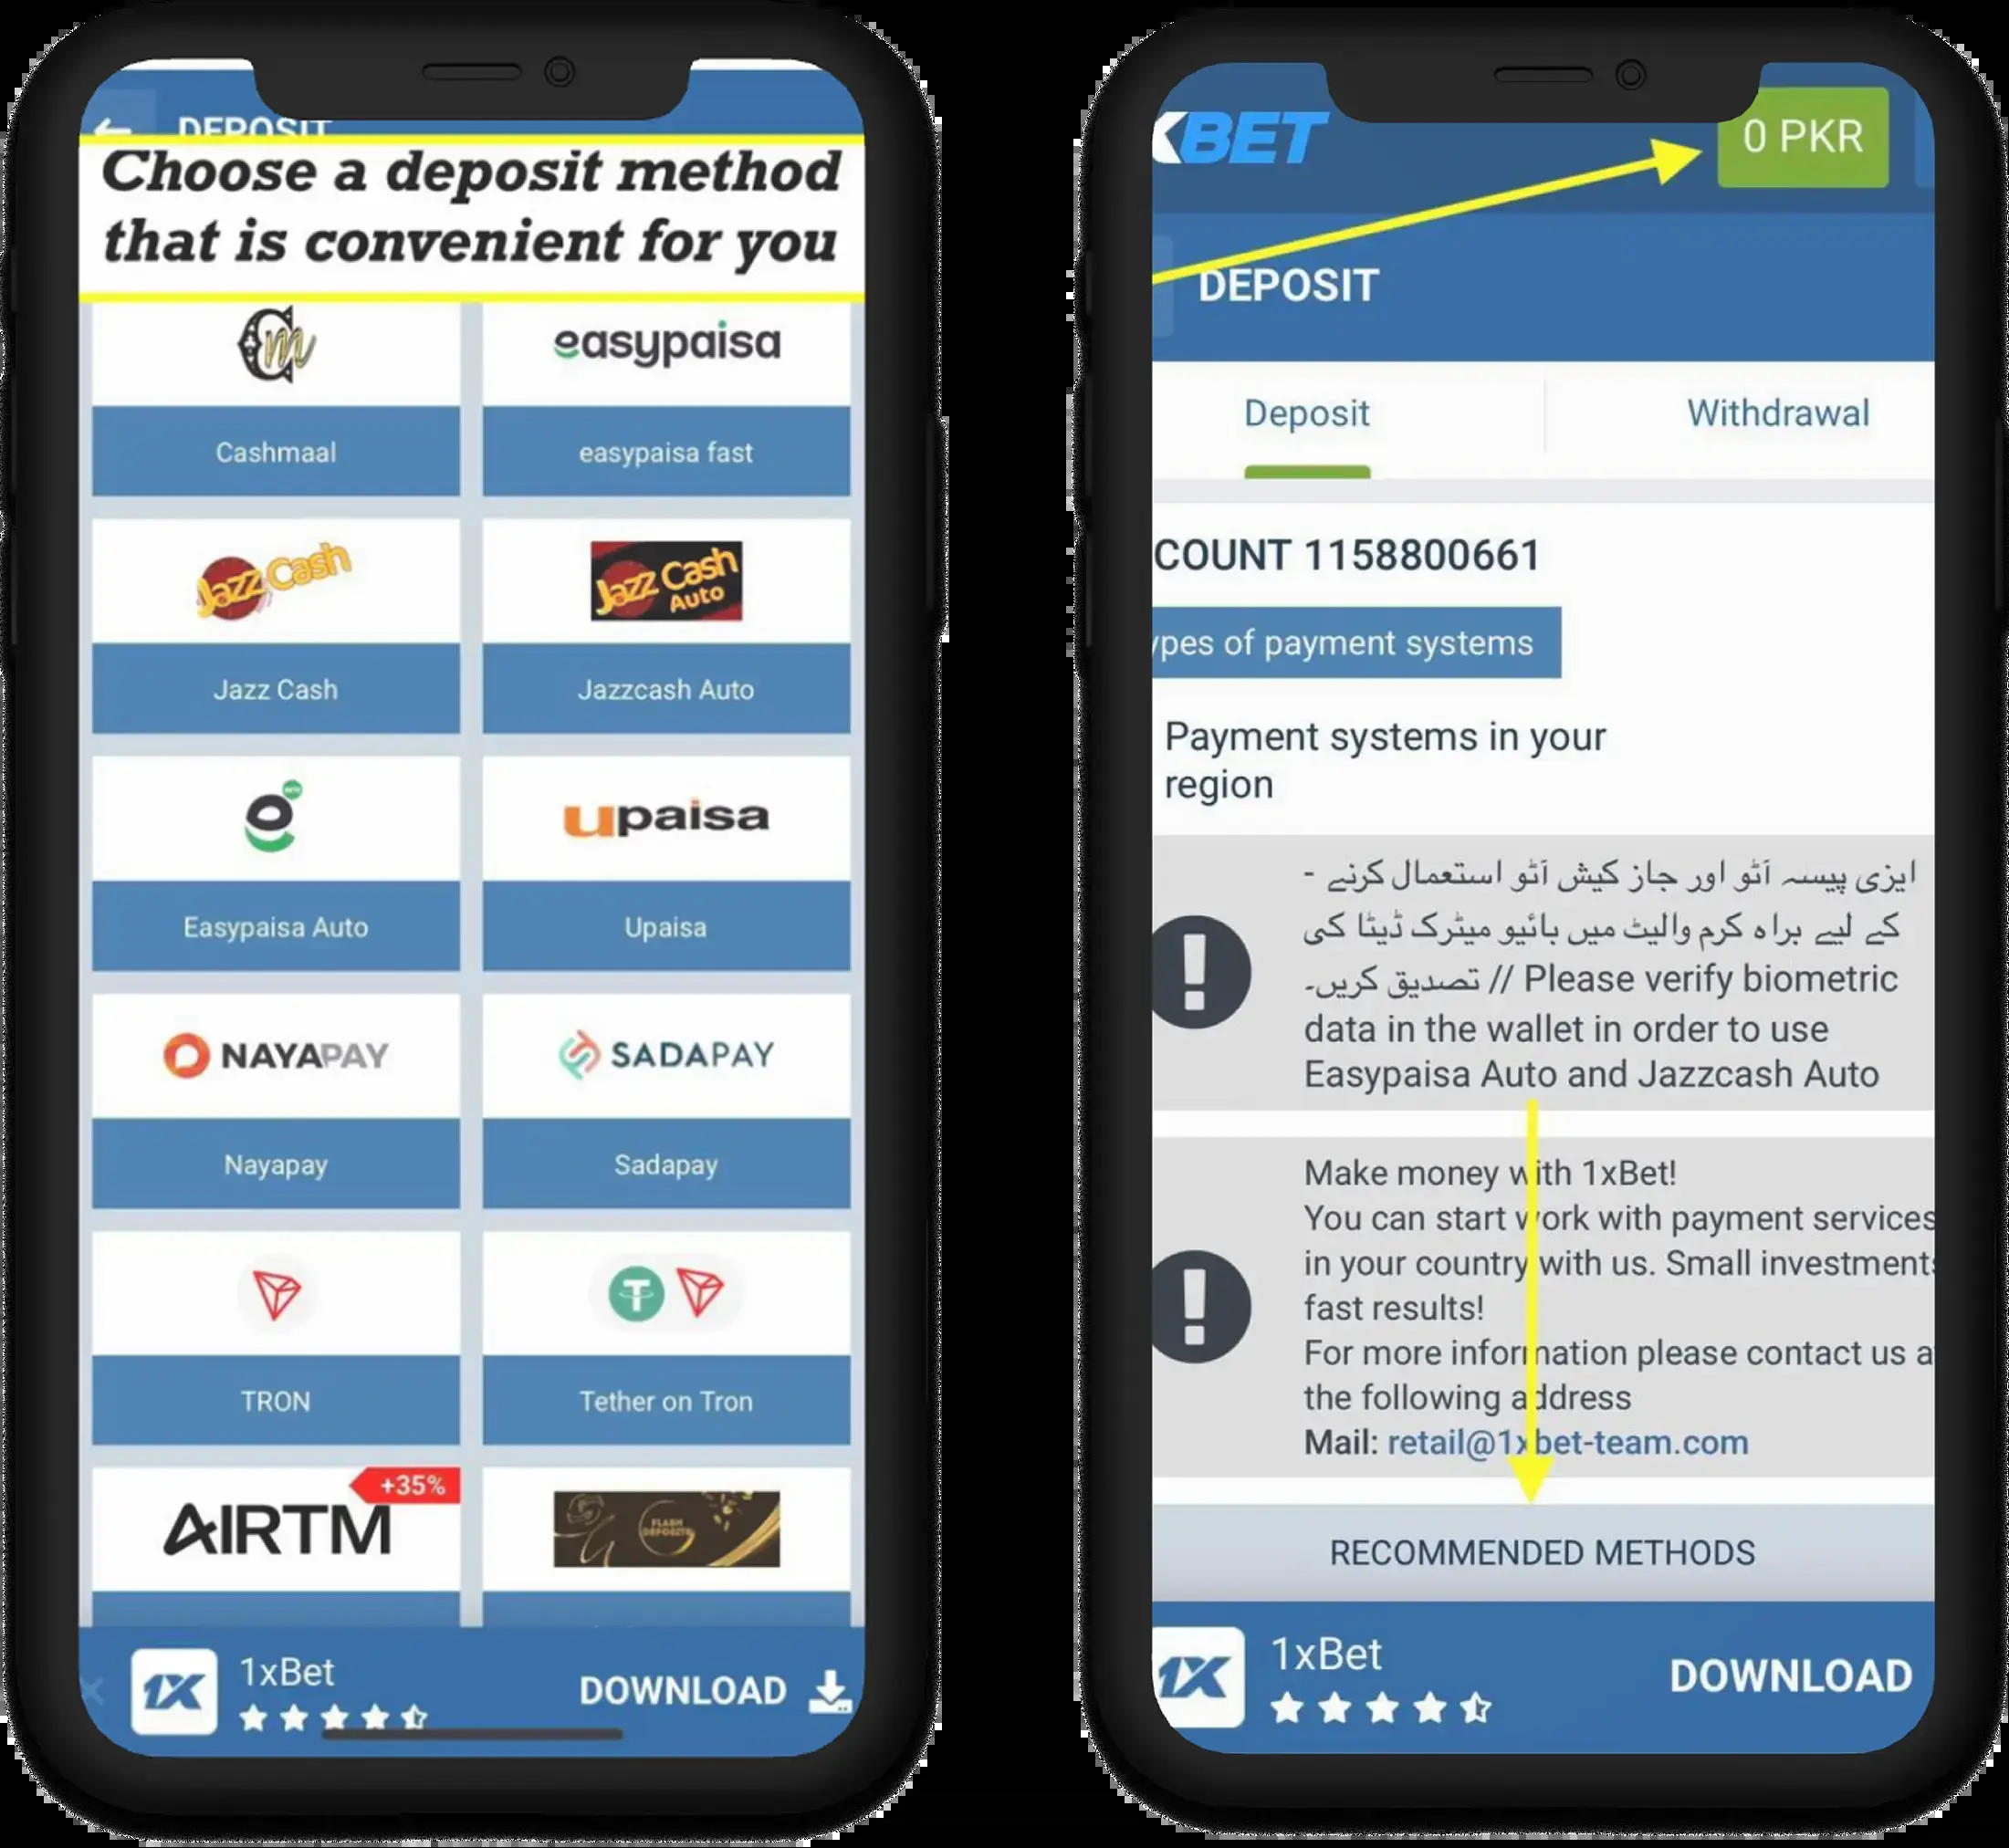 DEPOSIT
Choose a deposit method
that is convenient for you
Cm
easypaisa
Cashmaal
easypaisa fast
Jazz Cash
Jazz Cash
Auto
Jazz Cash
Jazzcash Auto
upaisa
Easypaisa Auto
Upaisa
NAYAPAY
SADAPAY
Nayapay
Sadapay
TRON
Tether on Tron
+35%
AIRTM
FLASH
DEPOSITS
1X
1xBet
DOWNLOAD
XBET
0 PKR
DEPOSIT
Deposit
Withdrawal
COUNT 1158800661
ypes of payment systems
Payment systems in your
region
ایزی پیسہ آٹو اور جاز کیش آٹو استعمال کرنے -
کے لیے براہ کرم والیٹ میں بائیو میٹرک ڈیٹا کی
تصدیق کریں۔ // Please verify biometric
data in the wallet in order to use
Easypaisa Auto and Jazzcash Auto
Make money with 1xBet!
You can start work with payment services
in your country with us. Small investments
fast results!
For more information please contact us a
the following address
Mail: retail@1xbet-team.com
RECOMMENDED METHODS
1X
1xBet
DOWNLOAD